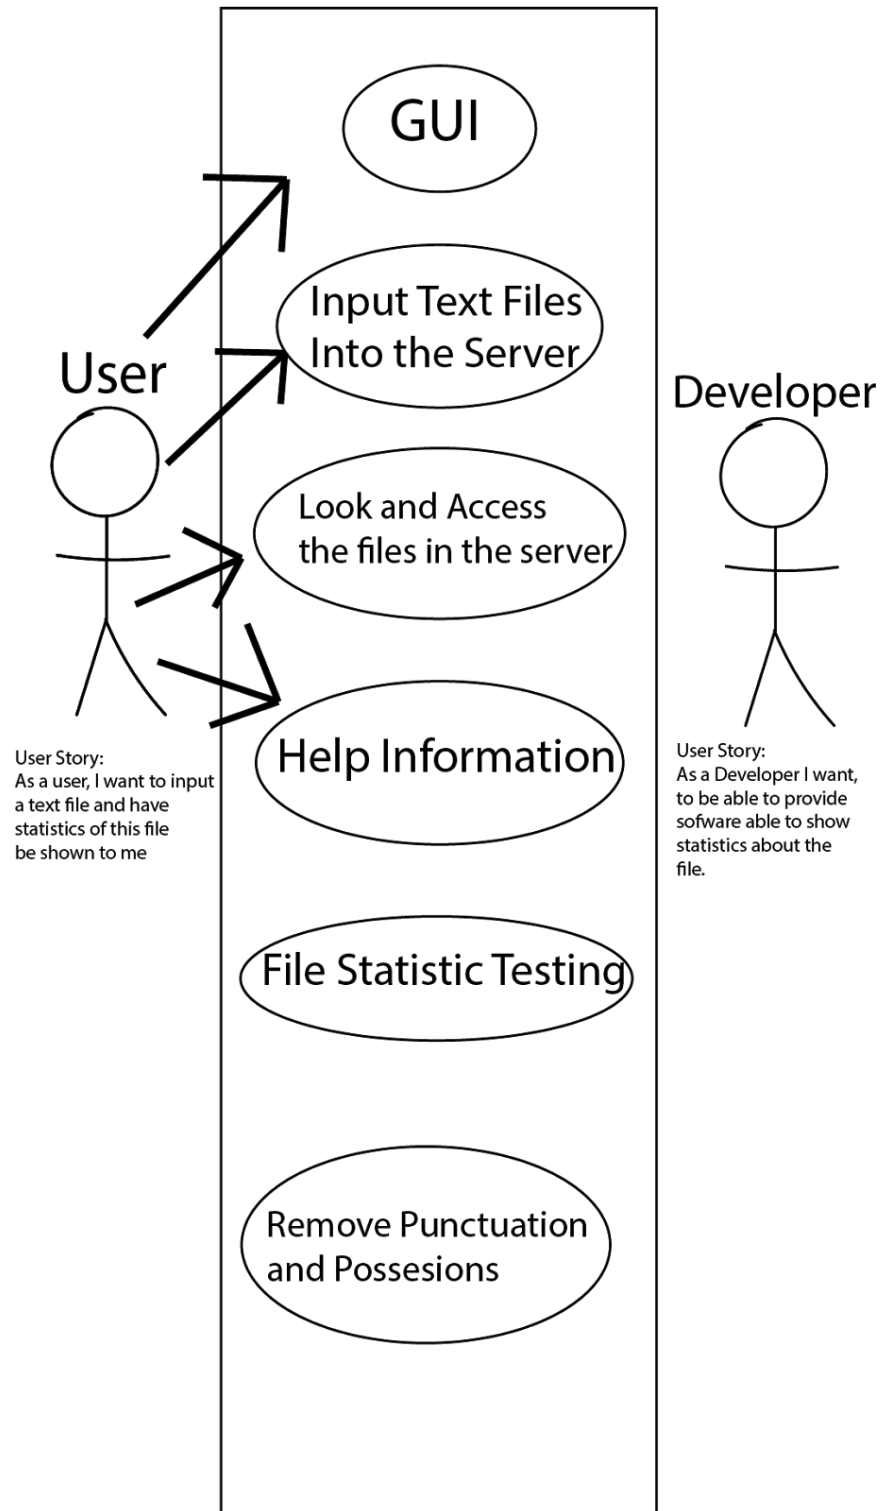 GUI
Input Text Files
Into the Server
User
Developer
Look and Access
the files in the server
Help Information
User Story:
As a user, I want to input
a text file and have
statistics of this file
be shown to me
User Story:
As a Developer I want,
to be able to provide
sofware able to show
statistics about the
file.
File Statistic Testing
Remove Punctuation
and Possesions